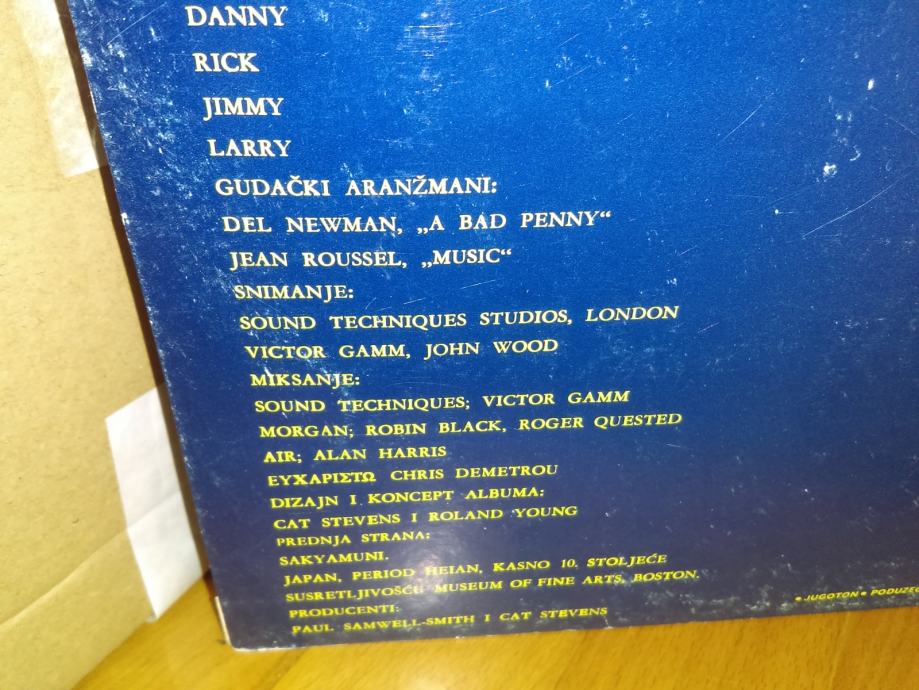 DANNY
RICK
JIMMY
LARRY
GUDAČKI ARANŽMANI:
DEL NEWMAN, „A BAD PENNY“
JEAN ROUSSEL, „MUSIC“
SNIMANJE:
SOUND TECHNIQUES STUDIOS, LONDON
VICTOR GAMM, JOHN WOOD
MIKSANJE:
SOUND TECHNIQUES; VICTOR GAMM
MORGAN; ROBIN BLACK, ROGER QUESTED
AIR; ALAN HARRIS
ΕΥΧΑΡΙΣΤΩ CHRIS DEMETROU
DIZAJN I KONCEPT ALBUMA:
CAT STEVENS I ROLAND YOUNG
PREDNJA STRANA:
SAKYAMUNI.
JAPAN, PERIOD HEIAN, KASNO 10. STOLJEĆE
SUSRETLJIVOŠĆU MUSEUM OF FINE ARTS, BOSTON.
PRODUCENTI:
PAUL SAMWELL-SMITH I CAT STEVENS
• JUGOTON •